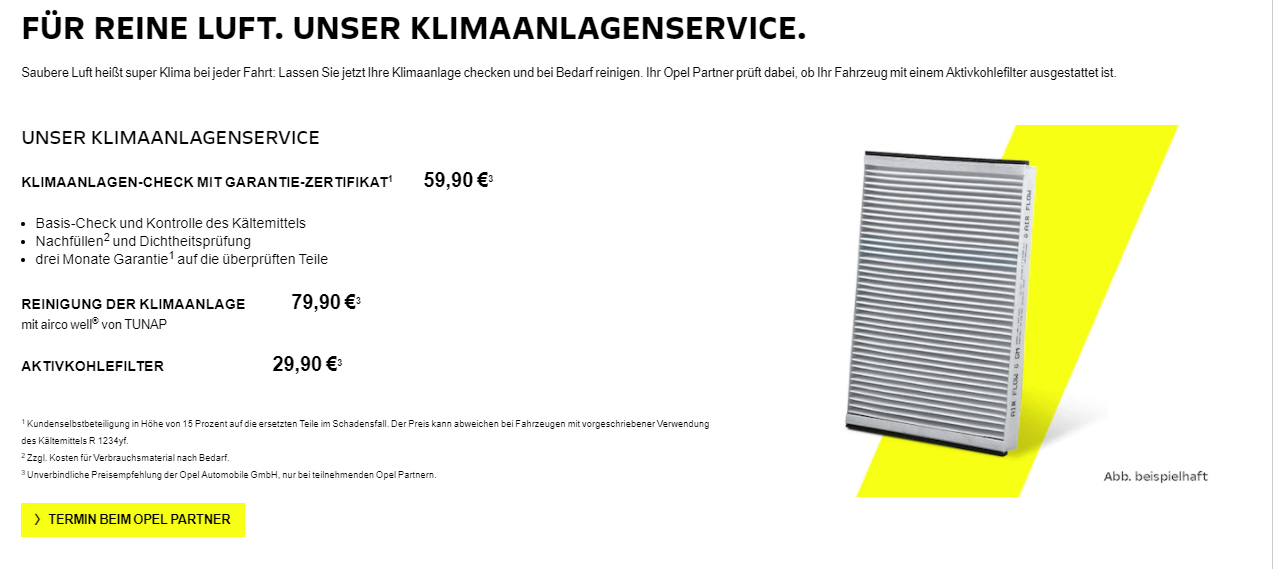 FÜR REINE LUFT. UNSER KLIMAANLAGENSERVICE.
Saubere Luft heißt super Klima bei jeder Fahrt: Lassen Sie jetzt Ihre Klimaanlage checken und bei Bedarf reinigen. Ihr Opel Partner prüft dabei, ob Ihr Fahrzeug mit einem Aktivkohlefilter ausgestattet ist.
UNSER KLIMAANLAGENSERVICE
KLIMAANLAGEN-CHECK MIT GARANTIE-ZERTIFIKAT¹ 59,90 €³
• Basis-Check und Kontrolle des Kältemittels
• Nachfüllen² und Dichtheitsprüfung
• drei Monate Garantie¹ auf die überprüften Teile
REINIGUNG DER KLIMAANLAGE 79,90 €³
mit airco well® von TUNAP
AKTIVKOHLEFILTER 29,90 €³
¹ Kundenselbstbeteiligung in Höhe von 15 Prozent auf die ersetzten Teile im Schadensfall. Der Preis kann abweichen bei Fahrzeugen mit vorgeschriebener Verwendung
des Kältemittels R 1234yf.
² Zzgl. Kosten für Verbrauchsmaterial nach Bedarf.
³ Unverbindliche Preisempfehlung der Opel Automobile GmbH, nur bei teilnehmenden Opel Partnern.
TERMIN BEIM OPEL PARTNER
AIR FLOW G GM
AIR FLOW
Abb. beispielhaft